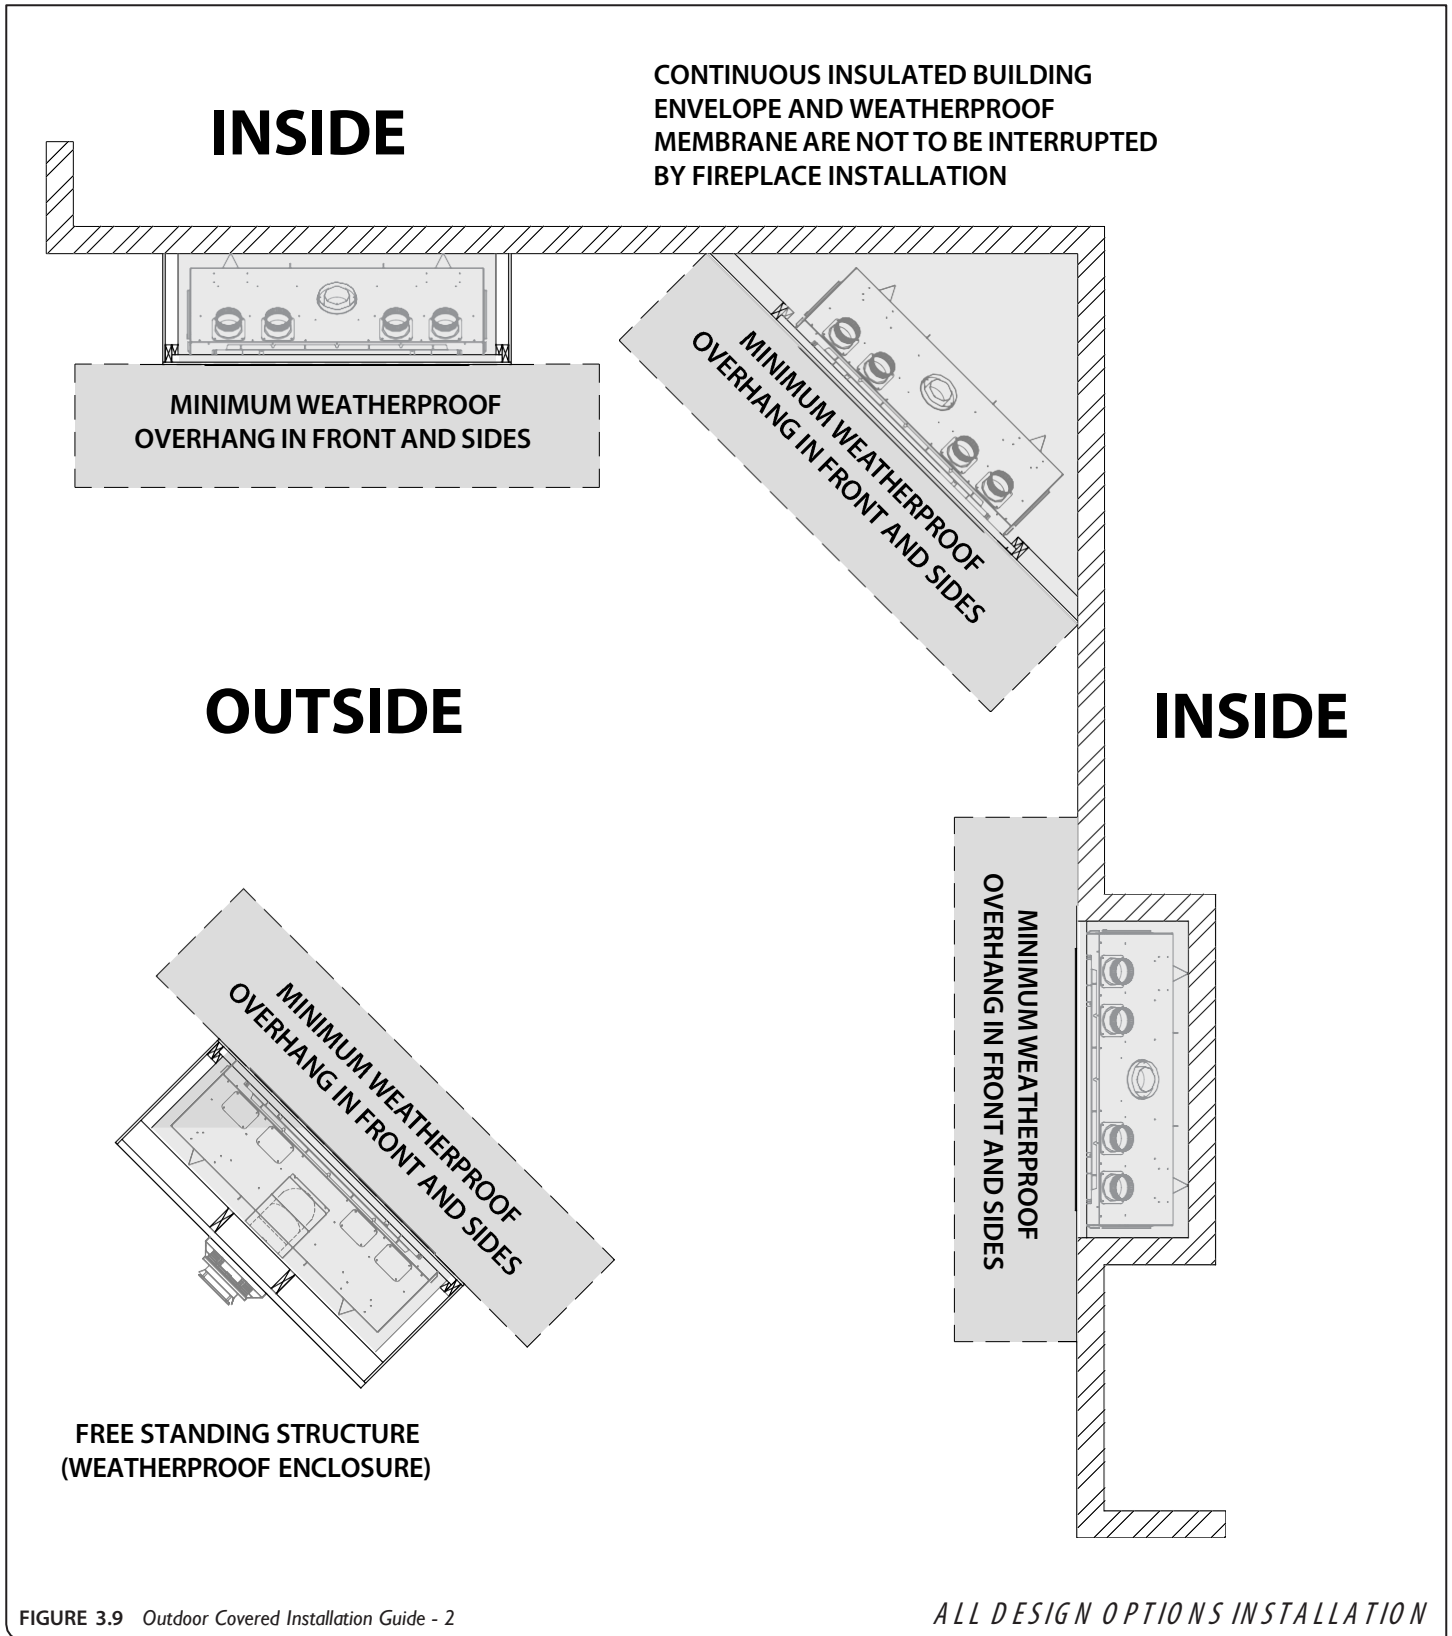 INSIDE
CONTINUOUS INSULATED BUILDING
ENVELOPE AND WEATHERPROOF
MEMBRANE ARE NOT TO BE INTERRUPTED
BY FIREPLACE INSTALLATION
MINIMUM WEATHERPROOF
OVERHANG IN FRONT AND SIDES
MINIMUM WEATHERPROOF
OVERHANG IN FRONT AND SIDES
OUTSIDE
INSIDE
MINIMUM WEATHERPROOF
OVERHANG IN FRONT AND SIDES
MINIMUM WEATHERPROOF
OVERHANG IN FRONT AND SIDES
FREE STANDING STRUCTURE
(WEATHERPROOF ENCLOSURE)
FIGURE 3.9 Outdoor Covered Installation Guide - 2
ALL DESIGN OPTIONS INSTALLATION